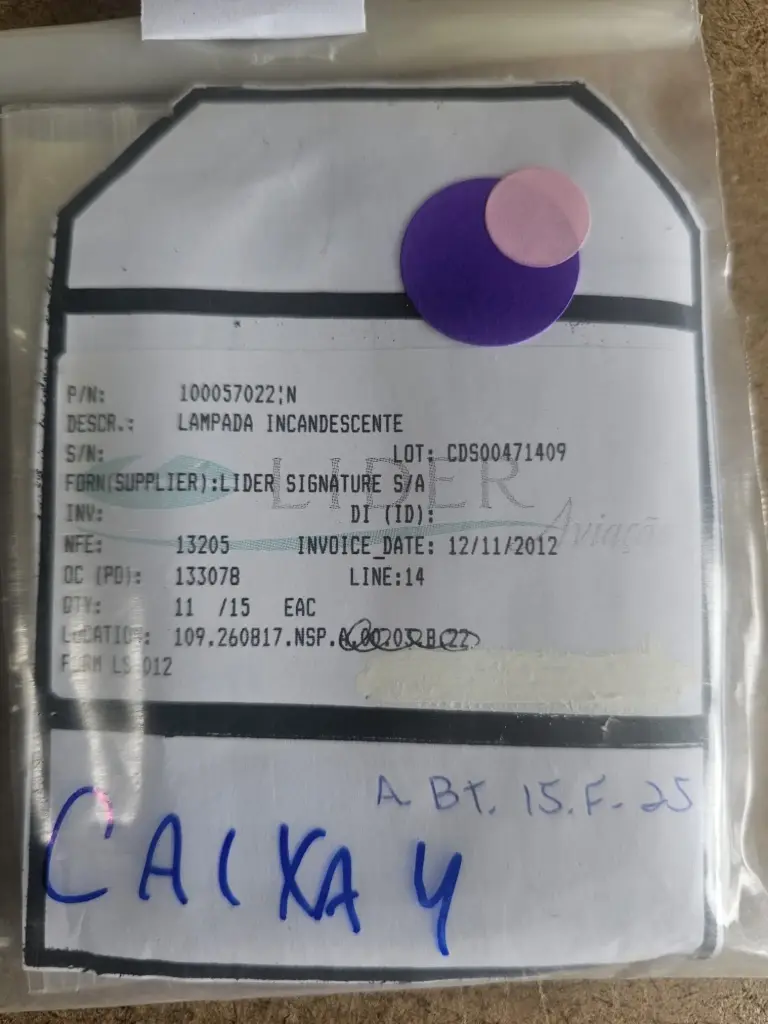 P/N: 100057022¦N
DESCR.: LAMPADA INCANDESCENTE
S/N: LOT: CDS00471409
LIDER
FORN(SUPPLIER):LIDER SIGNATURE S/A
INV: DI (ID):
Aviação
NFE: 13205 INVOICE_DATE: 12/11/2012
OC (PO): 133078 LINE:14
QTY: 11 /15 EAC
LOCATION: 109.260817.NSP.
FORM LS 012
A. BT. 15.F-25
CAIXA 4